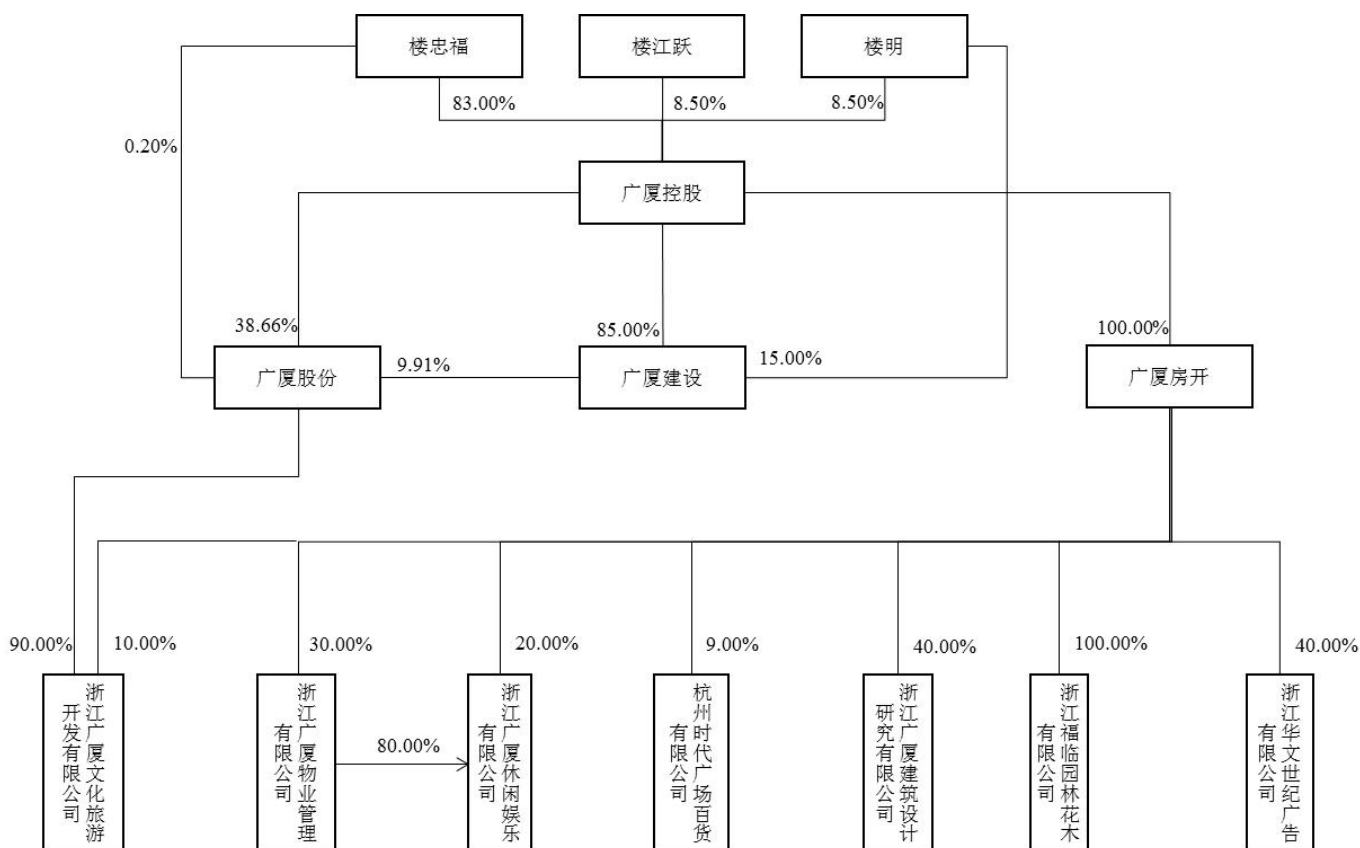 楼忠福
楼江跃
楼明
83.00%
8.50%
8.50%
0.20%
广厦控股
38.66%
85.00%
100.00%
广厦股份
9.91%
广厦建设
15.00%
广厦房开
90.00%
10.00%
30.00%
20.00%
9.00%
40.00%
100.00%
40.00%
浙江广厦文化旅游
开发有限公司
浙江广厦物业管理
有限公司
80.00%
浙江广厦休闲娱乐
有限公司
杭州时代广场百货
有限公司
浙江广厦建筑设计
研究有限公司
浙江福临园林花木
有限公司
浙江华文世纪广告
有限公司